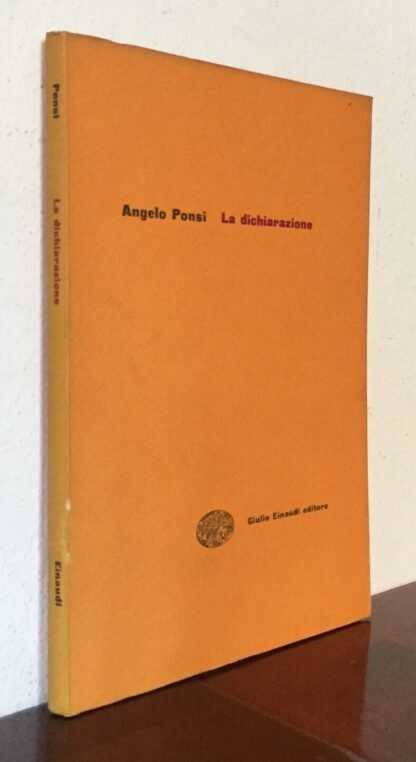 Ponsi
La dichiarazione
Einaudi
Angelo Ponsi La dichiarazione
Giulio Einaudi editore